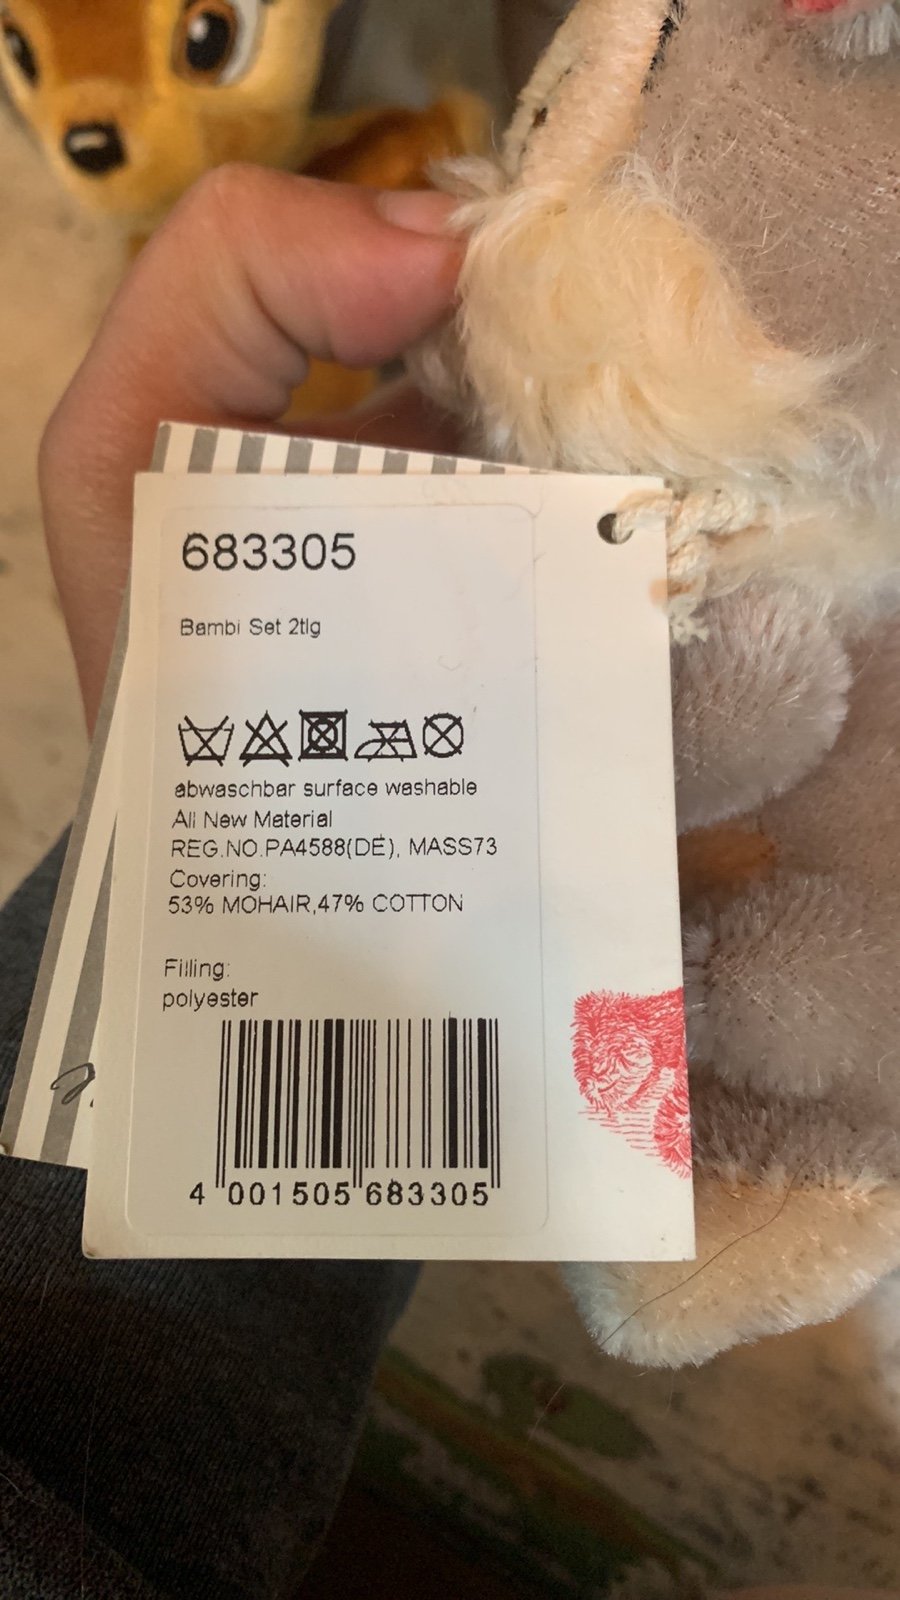 683305
Bambi Set 2tlg
abwaschbar surface washable
All New Material
REG.NO.PA4588(DE), MASS73
Covering:
53% MOHAIR,47% COTTON
Filling:
polyester
4 001505 683305